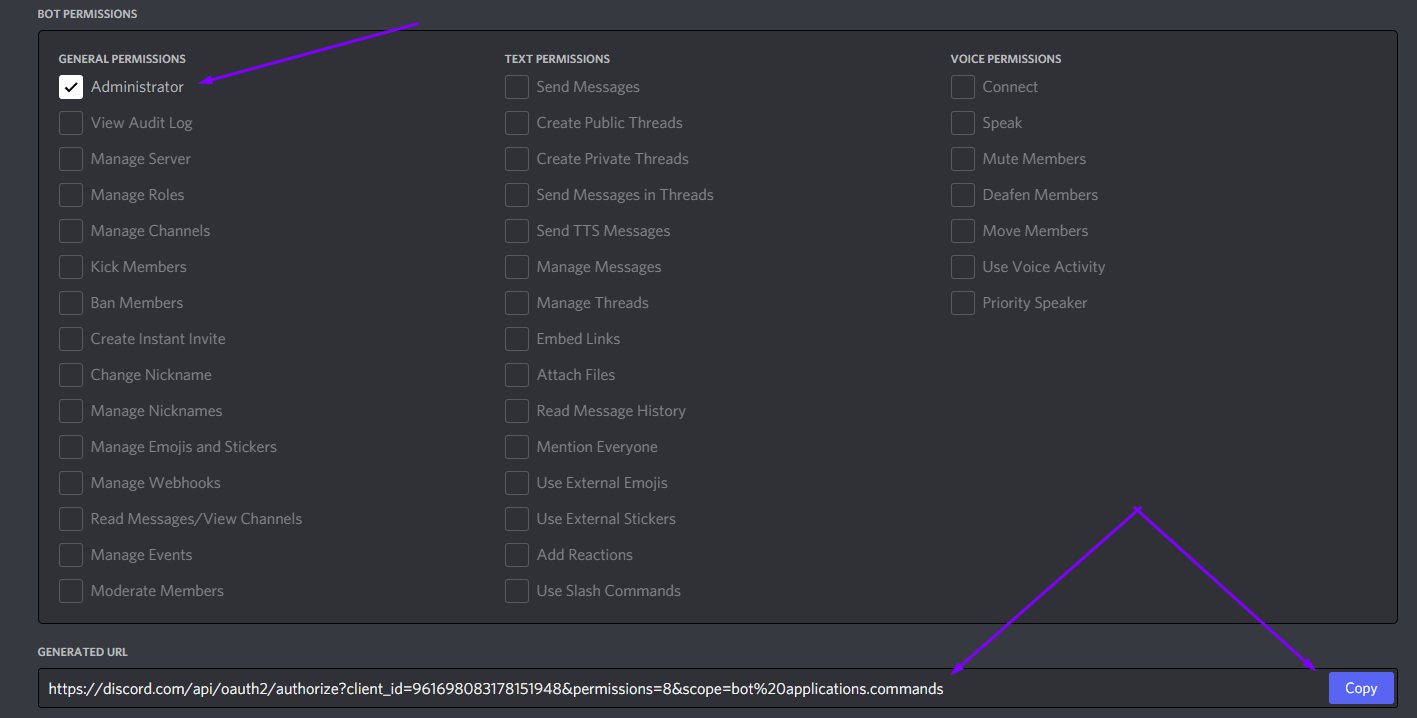 BOT PERMISSIONS
GENERAL PERMISSIONS
Administrator
View Audit Log
Manage Server
Manage Roles
Manage Channels
Kick Members
Ban Members
Create Instant Invite
Change Nickname
Manage Nicknames
Manage Emojis and Stickers
Manage Webhooks
Read Messages/View Channels
Manage Events
Moderate Members
TEXT PERMISSIONS
Send Messages
Create Public Threads
Create Private Threads
Send Messages in Threads
Send TTS Messages
Manage Messages
Manage Threads
Embed Links
Attach Files
Read Message History
Mention Everyone
Use External Emojis
Use External Stickers
Add Reactions
Use Slash Commands
VOICE PERMISSIONS
Connect
Speak
Mute Members
Deafen Members
Move Members
Use Voice Activity
Priority Speaker
GENERATED URL
https://discord.com/api/oauth2/authorize?client_id=961698083178151948&permissions=8&scope=bot%20applications.commands
Copy